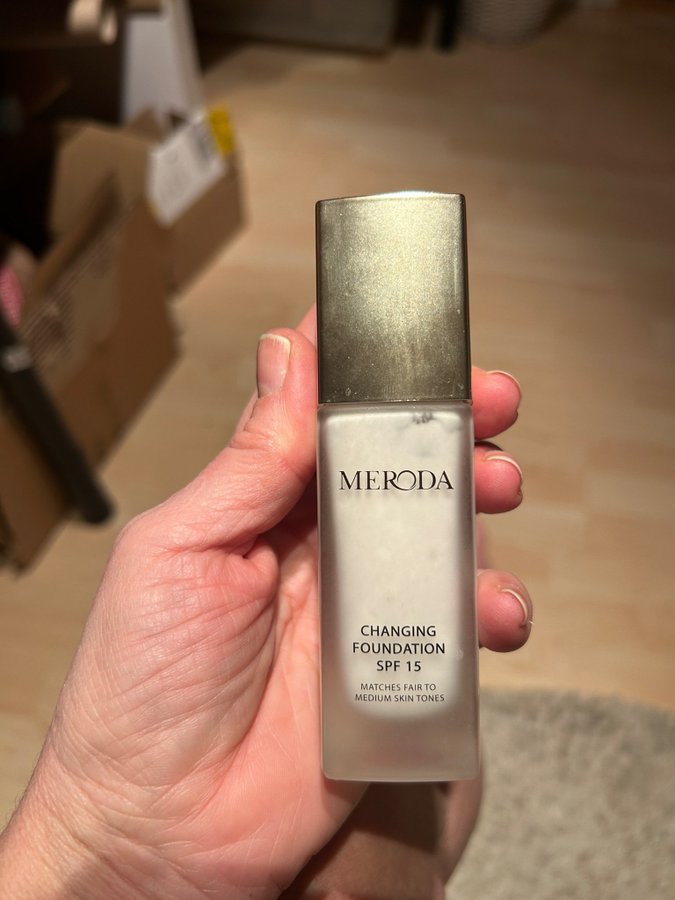 MERODA
CHANGING
FOUNDATION
SPF 15
MATCHES FAIR TO
MEDIUM SKIN TONES